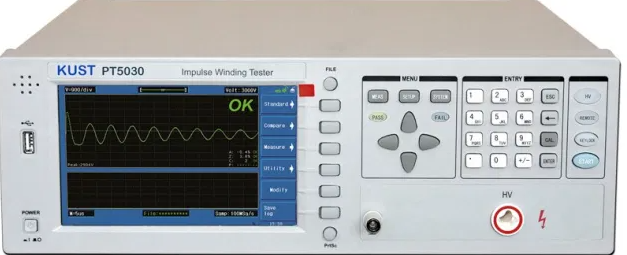 KUST PT5030 Impulse Winding Tester
FILE
V=900/div Volt: 3000V
OK
Standard
Compare
Measure
Utility
Modify
Save
log
Samp: 100MSa/s
MENU
MEAS SETUP SYSTEM
PASS FAIL
ENTRY
1 2 3 ESC
4 5 6
7 8 9 CAL
. 0 +/- ENTER
HV
REMOTE
KEYLOCK
START
HV
POWER
PrtSc